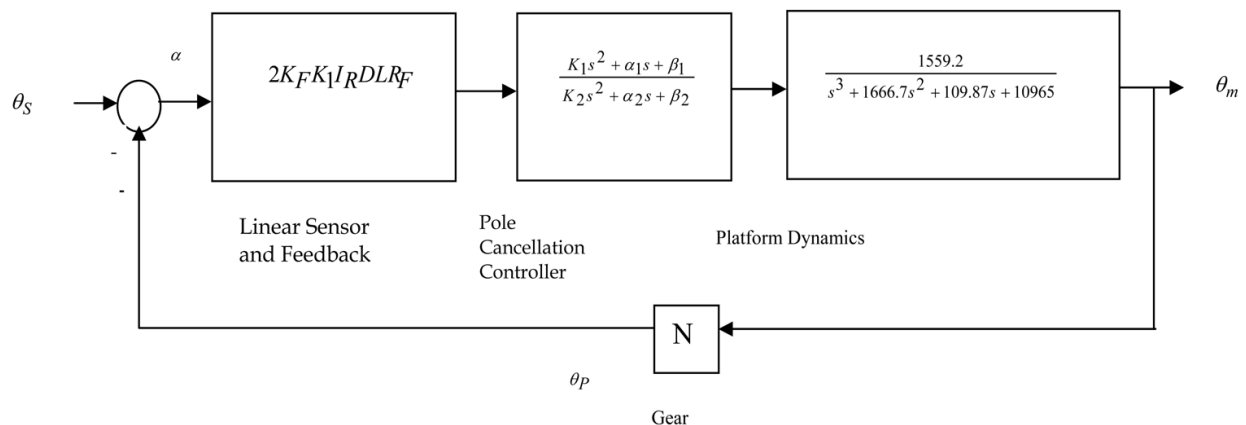 α
θS
2KFK1IRDLRF
K1s2 + α1s + β1
K2s2 + α2s + β2
1559.2
s3 + 1666.7s2 + 109.87s + 10965
θm
-
-
Linear Sensor
and Feedback
Pole
Cancellation
Controller
Platform Dynamics
N
θP
Gear